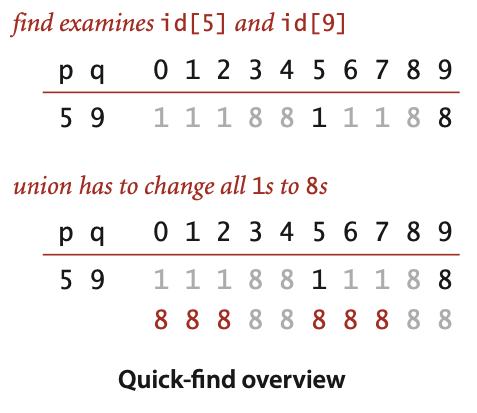 find examines id[5] and id[9]
p q 0 1 2 3 4 5 6 7 8 9
5 9 1 1 1 8 8 1 1 1 8 8
union has to change all 1s to 8s
p q 0 1 2 3 4 5 6 7 8 9
5 9 1 1 1 8 8 1 1 1 8 8
8 8 8 8 8 8 8 8 8 8
Quick-find overview